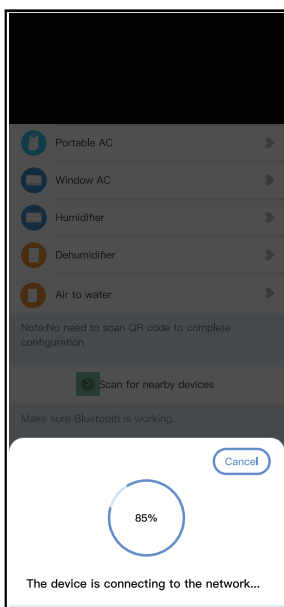 Portable AC
Window AC
Humidifier
Dehumidifier
Air to water
Note:No need to scan QR code to complete
configuration
Scan for nearby devices
Make sure Bluetooth is working.
Cancel
85%
The device is connecting to the network...